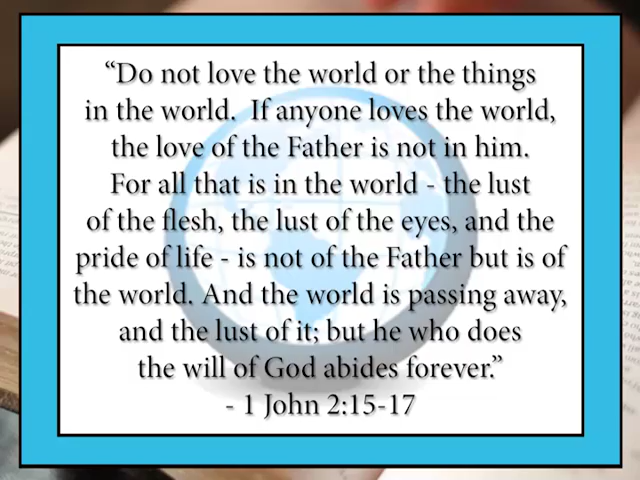 “Do not love the world or the things
in the world.  If anyone loves the world,
the love of the Father is not in him.
For all that is in the world - the lust
of the flesh, the lust of the eyes, and the
pride of life - is not of the Father but is of
the world. And the world is passing away,
and the lust of it; but he who does
the will of God abides forever.”
- 1 John 2:15-17